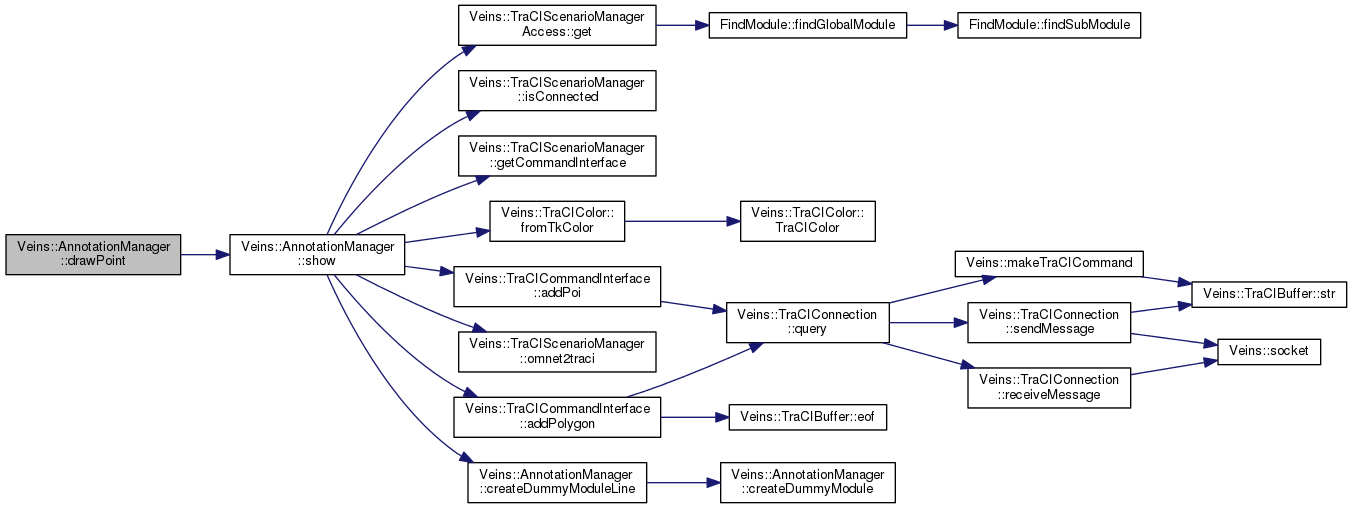 Veins::AnnotationManager
::drawPoint
Veins::AnnotationManager
::show
Veins::TraCIScenarioManager
Access::get
FindModule::findGlobalModule
FindModule::findSubModule
Veins::TraCIScenarioManager
::isConnected
Veins::TraCIScenarioManager
::getCommandInterface
Veins::TraCIColor::
fromTkColor
Veins::TraCIColor::
TraCIColor
Veins::TraCICommandInterface
::addPoi
Veins::TraCIScenarioManager
::omnet2traci
Veins::TraCICommandInterface
::addPolygon
Veins::AnnotationManager
::createDummyModuleLine
Veins::TraCIConnection
::query
Veins::TraCIBuffer::eof
Veins::AnnotationManager
::createDummyModule
Veins::makeTraCICommand
Veins::TraCIConnection
::sendMessage
Veins::TraCIConnection
::receiveMessage
Veins::TraCIBuffer::str
Veins::socket